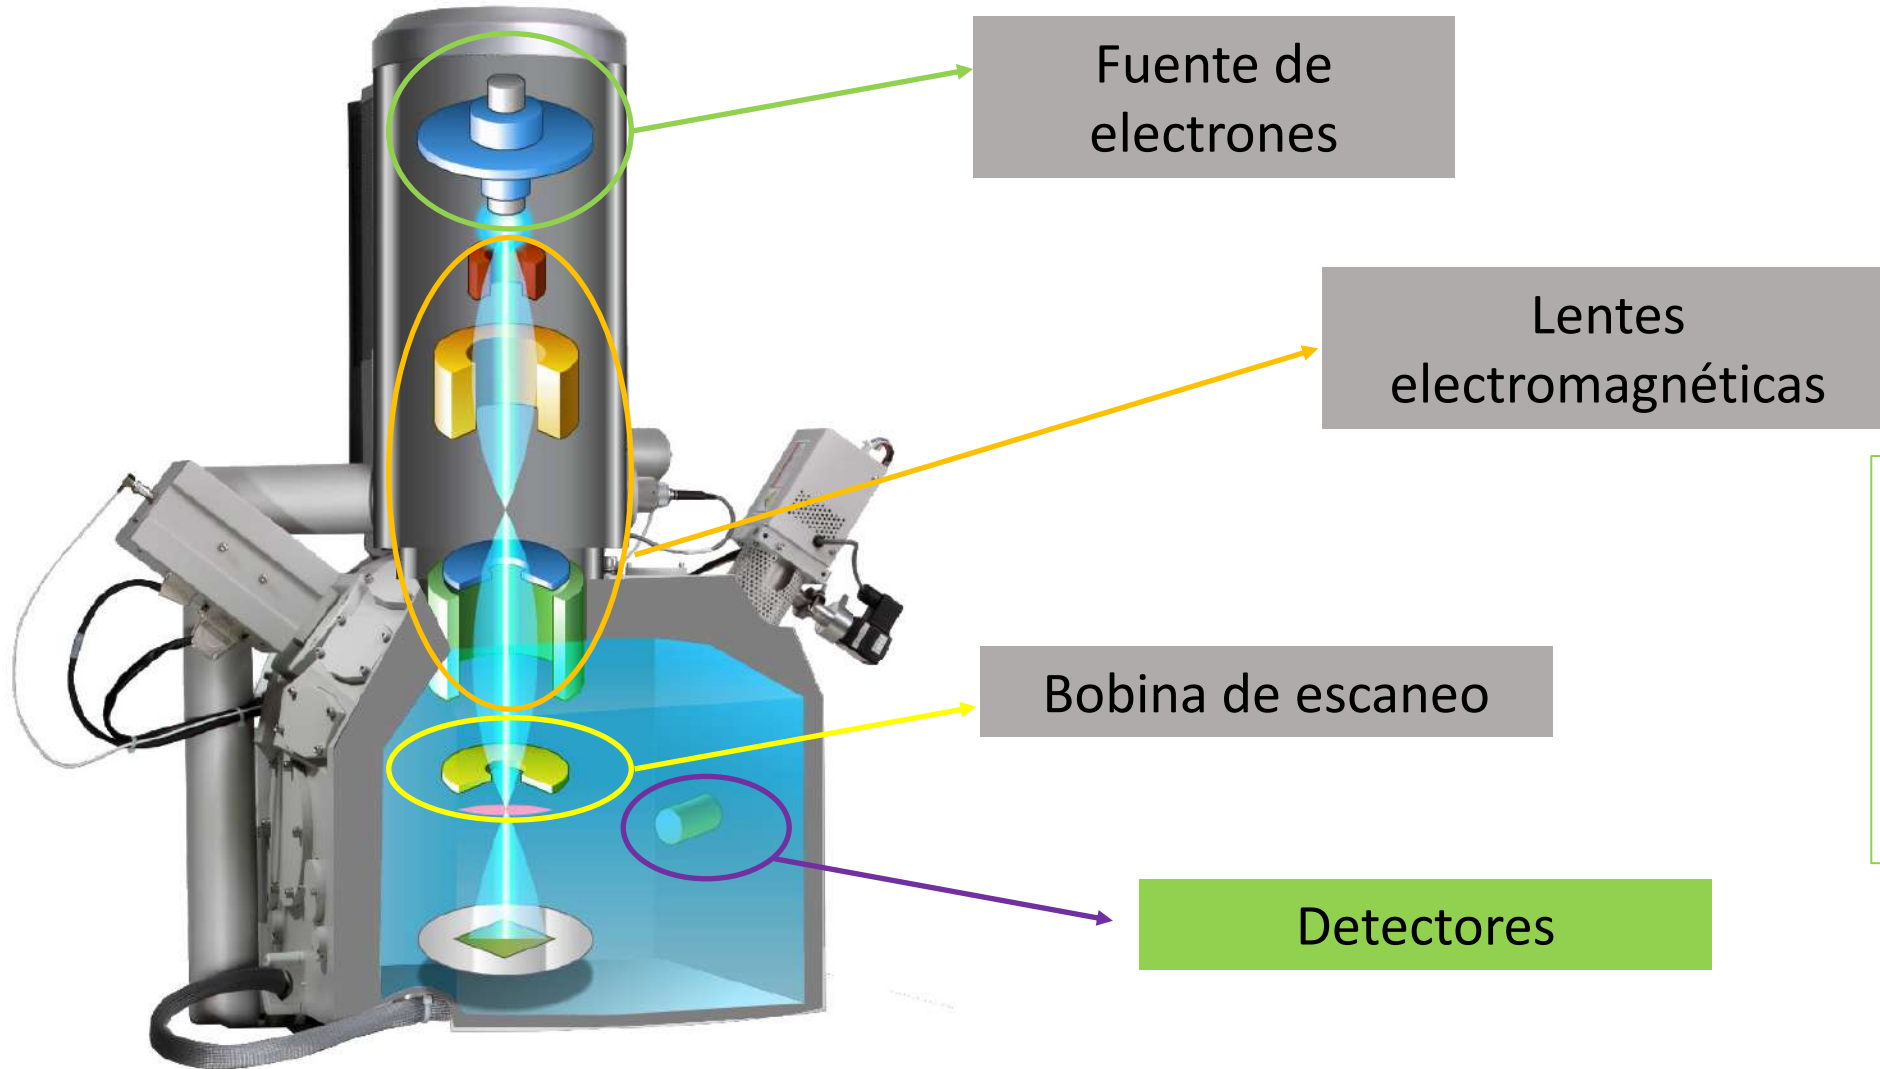 Fuente de
electrones
Lentes
electromagnéticas
Bobina de escaneo
Detectores